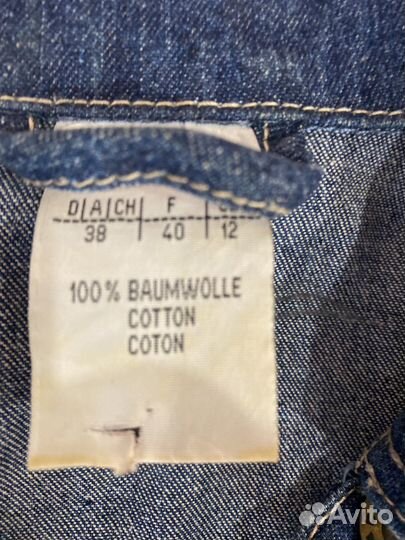 D|A|CH| F
38 | 40 | 12
100% BAUMWOLLE
COTTON
COTON
Avito